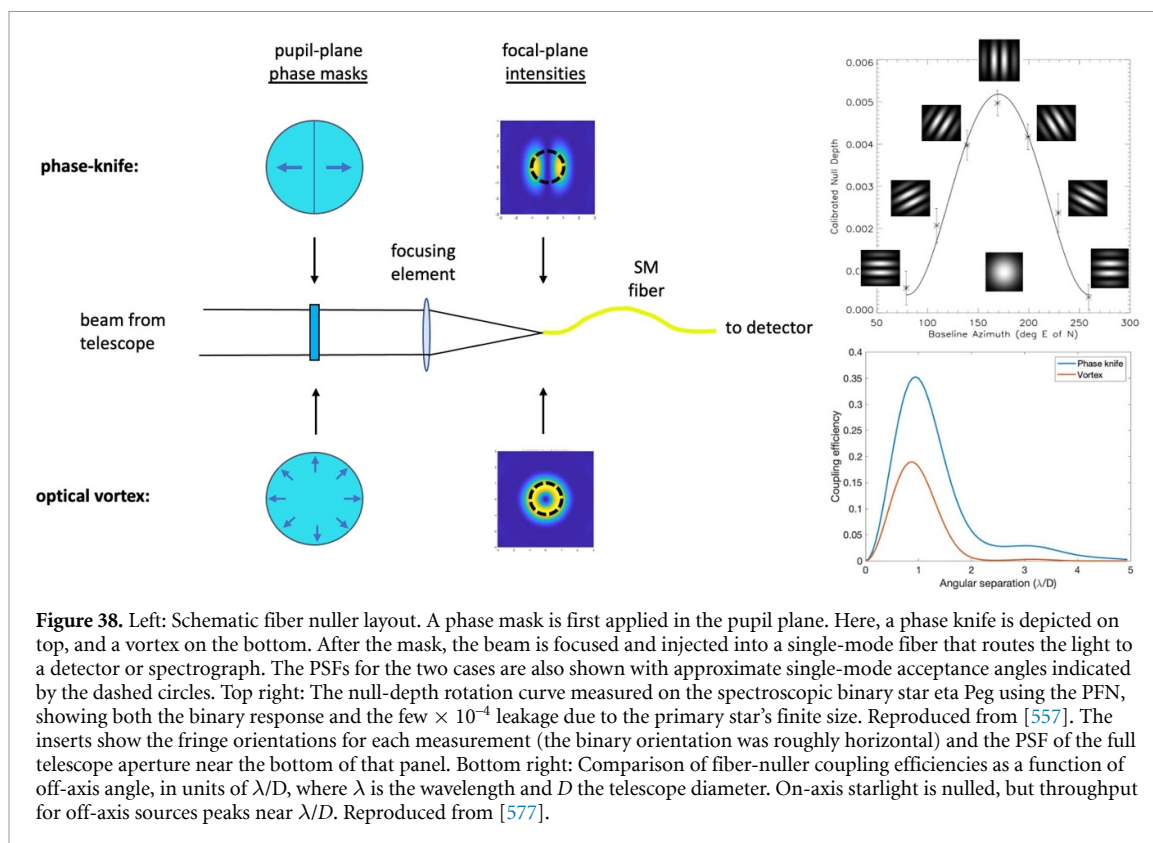 pupil-plane
phase masks
focal-plane
intensities
phase-knife:
focusing
element
SM
fiber
beam from
telescope
to detector
optical vortex:
0.006
0.005
0.004
0.003
0.002
0.000
Calibrated Null Depth
50 100 150 200 250 300
Baseline Azimuth (deg E of N)
0.4
0.35
0.3
0.25
0.2
0.15
0.1
0.05
0
Coupling efficiency
Phase knife
Vortex
0 1 2 3 4 5
Angular separation (λ/D)
Figure 38. Left: Schematic fiber nuller layout. A phase mask is first applied in the pupil plane. Here, a phase knife is depicted on
top, and a vortex on the bottom. After the mask, the beam is focused and injected into a single-mode fiber that routes the light to
a detector or spectrograph. The PSFs for the two cases are also shown with approximate single-mode acceptance angles indicated
by the dashed circles. Top right: The null-depth rotation curve measured on the spectroscopic binary star eta Peg using the PFN,
showing both the binary response and the few × 10⁻⁴ leakage due to the primary star's finite size. Reproduced from [557]. The
inserts show the fringe orientations for each measurement (the binary orientation was roughly horizontal) and the PSF of the full
telescope aperture near the bottom of that panel. Bottom right: Comparison of fiber-nuller coupling efficiencies as a function of
off-axis angle, in units of λ/D, where λ is the wavelength and D the telescope diameter. On-axis starlight is nulled, but throughput
for off-axis sources peaks near λ/D. Reproduced from [577].